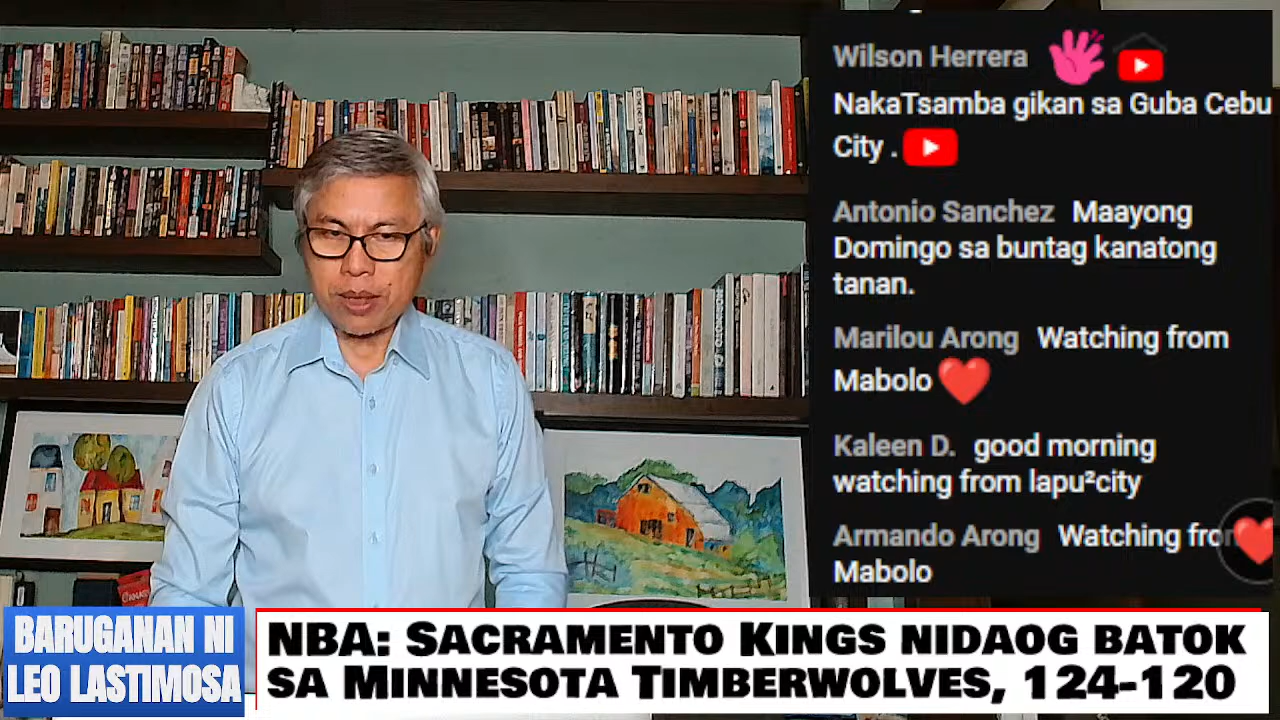 Wilson Herrera
NakaTsamba gikan sa Guba Cebu
City .
Antonio Sanchez Maayong
Domingo sa buntag kanatong
tanan.
Marilou Arong Watching from
Mabolo
Kaleen D. good morning
watching from lapu²city
Armando Arong Watching from
Mabolo
BARUGANAN NI
LEO LASTIMOSA
NBA: SACRAMENTO KINGS NIDAOG BATOK
SA MINNESOTA TIMBERWOLVES, 124-120